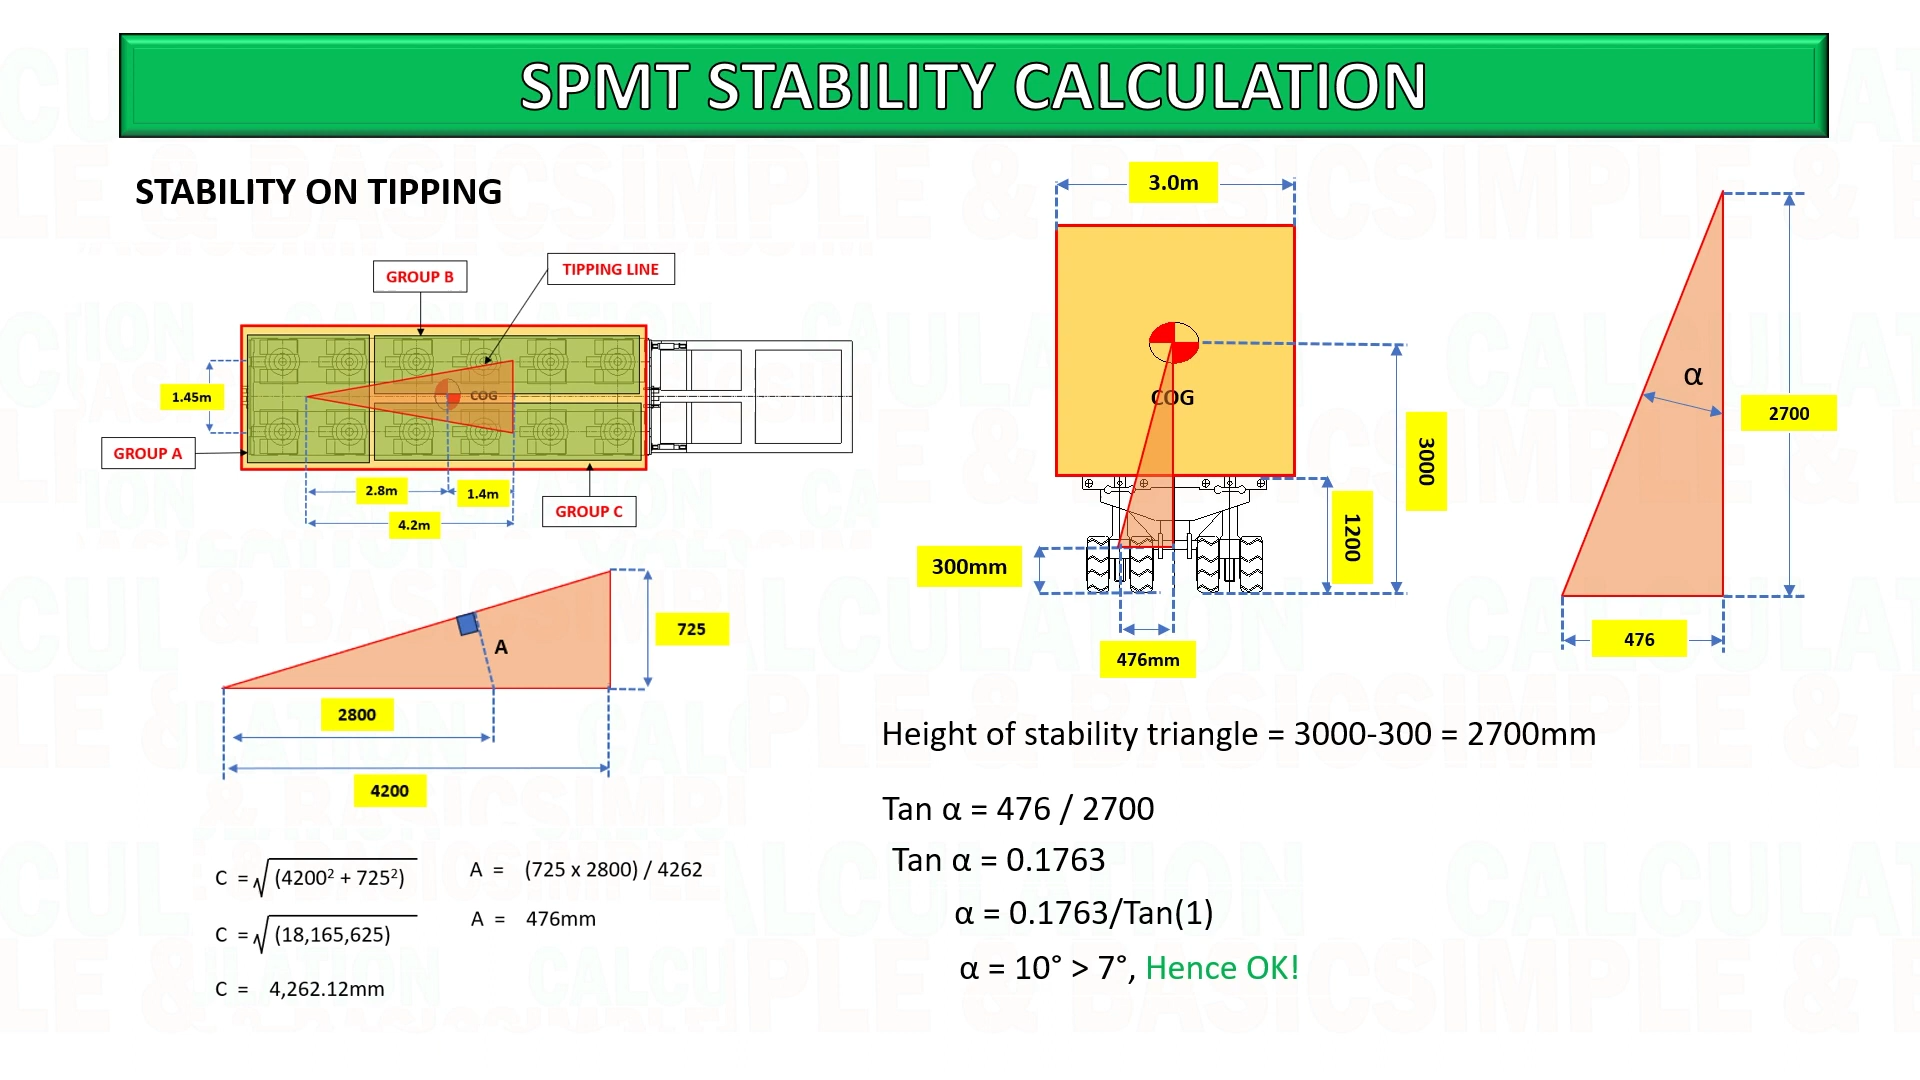 SPMT STABILITY CALCULATION
STABILITY ON TIPPING
GROUP B
TIPPING LINE
1.45m
COG
GROUP A
2.8m
1.4m
4.2m
GROUP C
725
A
2800
4200
C = √(4200² + 725²)
C = √(18,165,625)
C = 4,262.12mm
A = (725 x 2800) / 4262
A = 476mm
3.0m
COG
3000
1200
300mm
476mm
α
2700
476
Height of stability triangle = 3000-300 = 2700mm
Tan α = 476 / 2700
Tan α = 0.1763
α = 0.1763/Tan(1)
α = 10° > 7°, Hence OK!